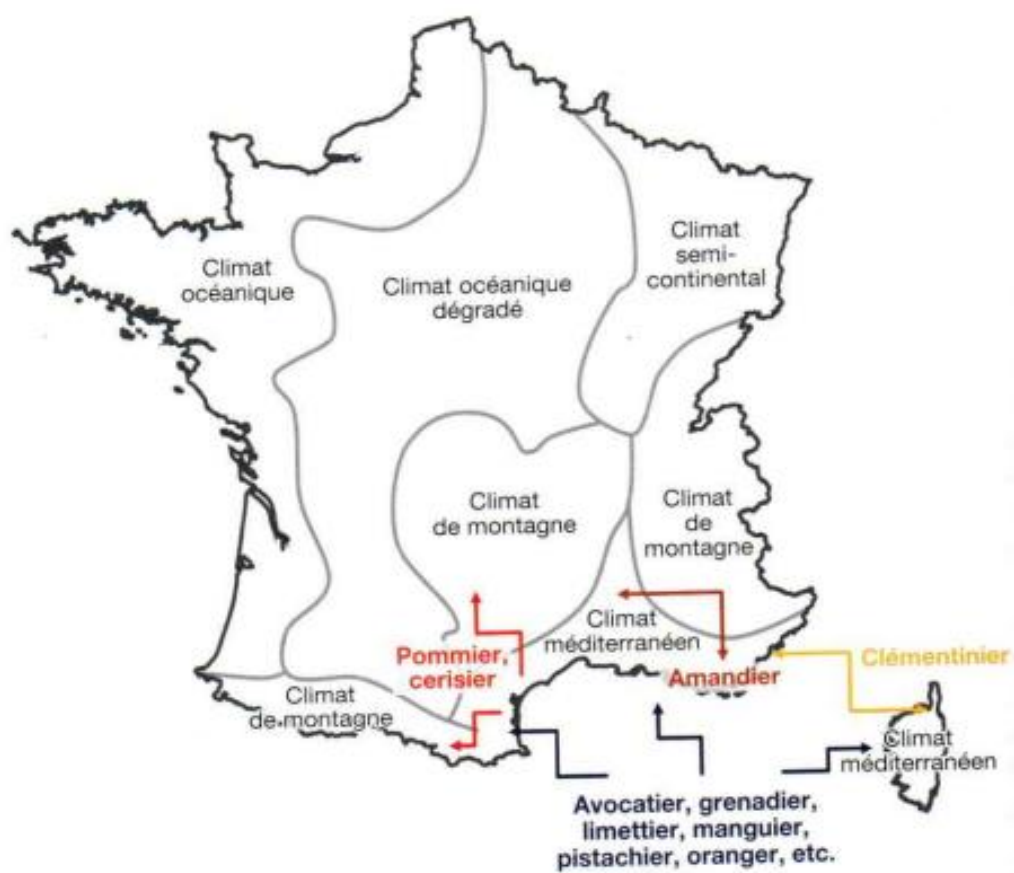 Climat
océanique
Climat océanique
dégradé
Climat
semi-
continental
Climat
de montagne
Climat
de
montagne
Climat
méditerranéen
Pommier,
cerisier
Amandier
Clémentinier
Climat
de montagne
Climat
méditerranéen
Avocatier, grenadier,
limettier, manguier,
pistachier, oranger, etc.